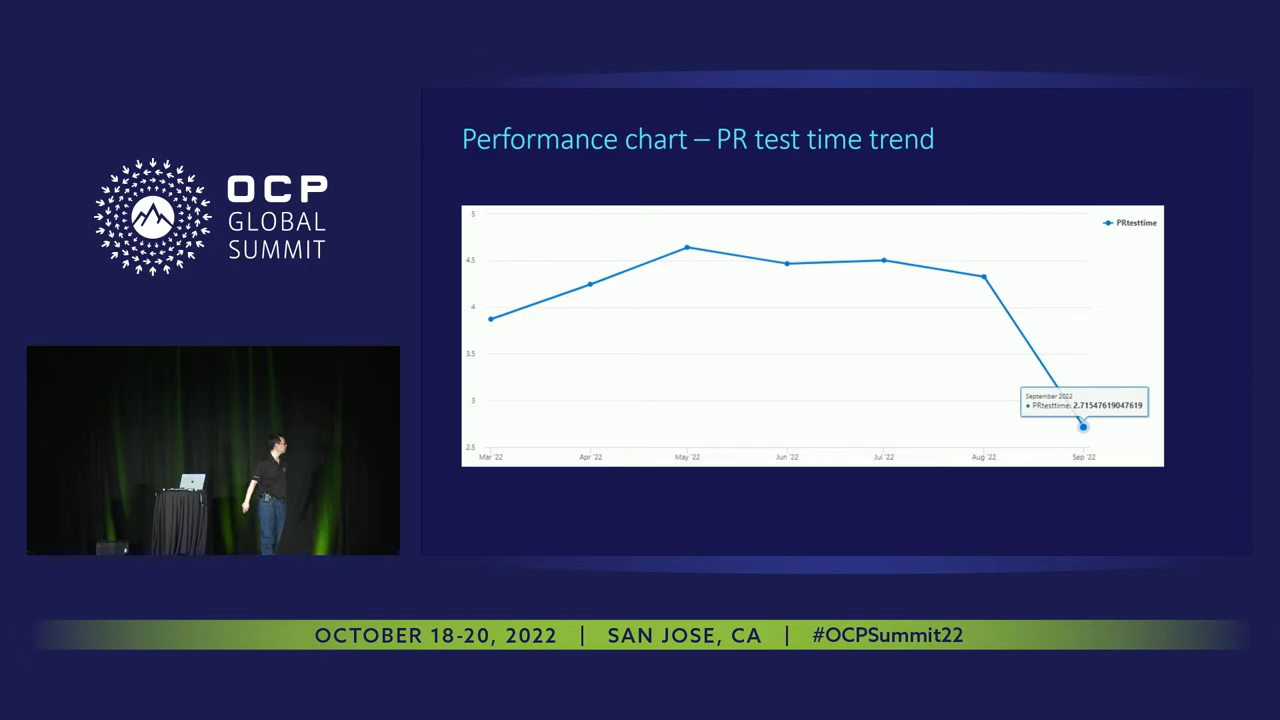 OCP
GLOBAL
SUMMIT
Performance chart – PR test time trend
5
4.5
4
3.5
3
2.5
PRtesttime
September 2022
PRtesttime: 2.71547619047619
Mar '22
Apr '22
May '22
Jun '22
Jul '22
Aug '22
Sep '22
OCTOBER 18-20, 2022 | SAN JOSE, CA | #OCPSummit22